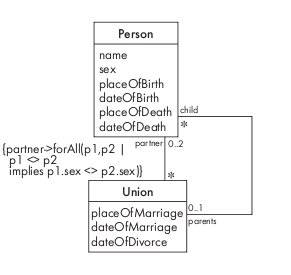 Person
name
sex
placeOfBirth
dateOfBirth
placeOfDeath
dateOfDeath
child
*
partner 0..2
{partner->forAll(p1,p2 |
p1 <> p2
implies p1.sex <> p2.sex)}
*
Union
placeOfMarriage
dateOfMarriage
dateOfDivorce
0..1
parents